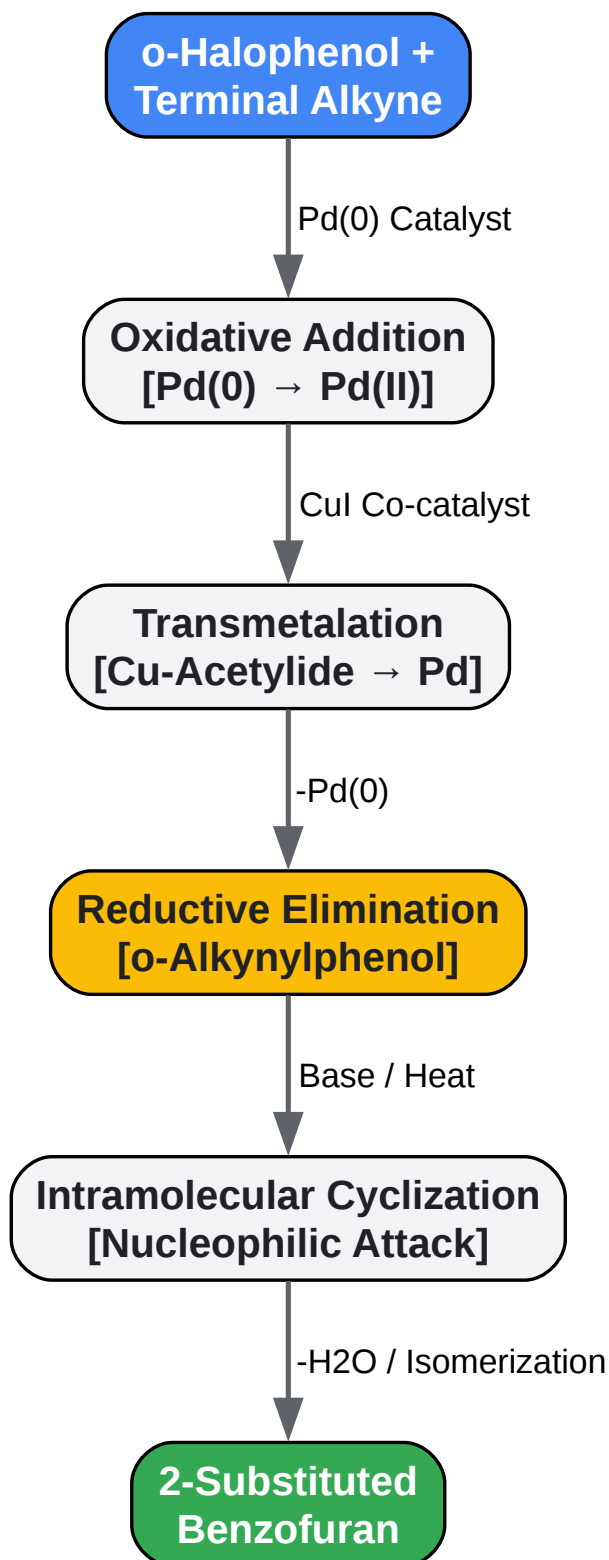 o-Halophenol +
Terminal Alkyne
Pd(0) Catalyst
Oxidative Addition
[Pd(0) → Pd(II)]
CuI Co-catalyst
Transmetalation
[Cu-Acetylide → Pd]
-Pd(0)
Reductive Elimination
[o-Alkynylphenol]
Base / Heat
Intramolecular Cyclization
[Nucleophilic Attack]
-H2O / Isomerization
2-Substituted
Benzofuran